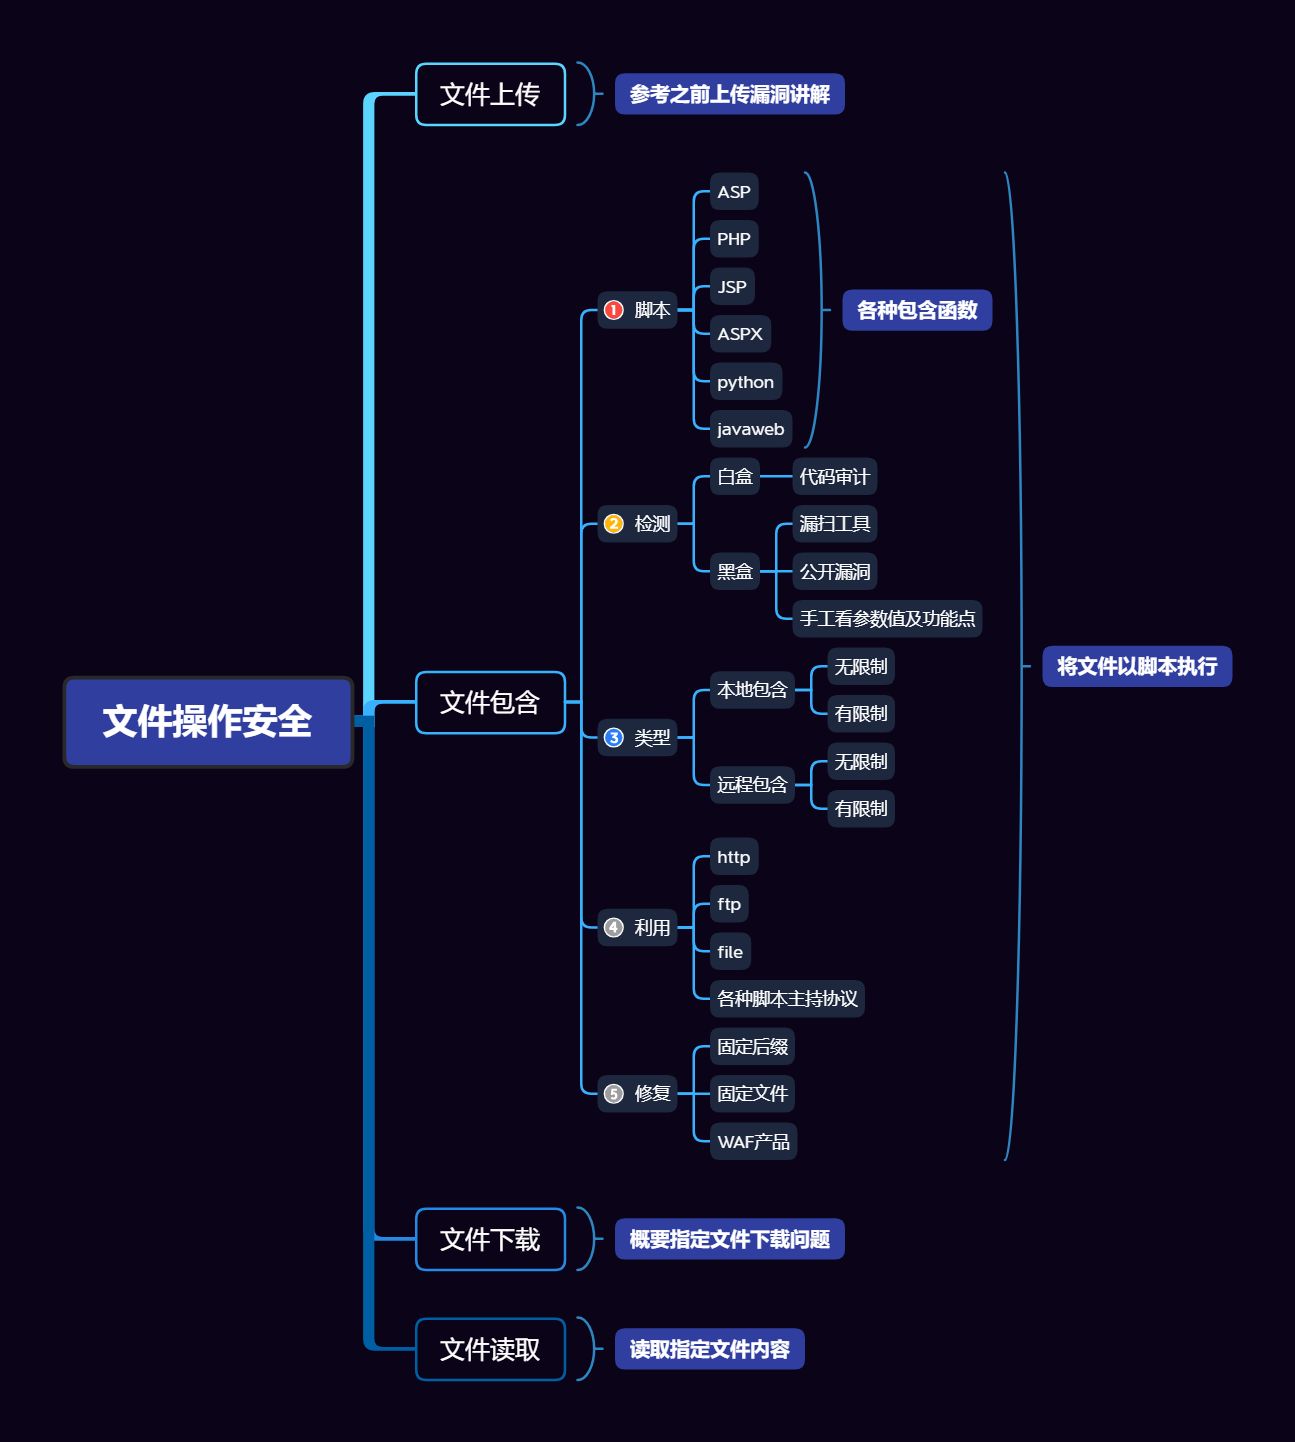 文件操作安全
文件上传
参考之前上传漏洞讲解
文件包含
1 脚本
ASP
PHP
JSP
ASPX
python
javaweb
各种包含函数
2 检测
白盒
代码审计
黑盒
漏扫工具
公开漏洞
手工看参数值及功能点
3 类型
本地包含
无限制
有限制
远程包含
无限制
有限制
4 利用
http
ftp
file
各种脚本主持协议
5 修复
固定后缀
固定文件
WAF产品
将文件以脚本执行
文件下载
概要指定文件下载问题
文件读取
读取指定文件内容